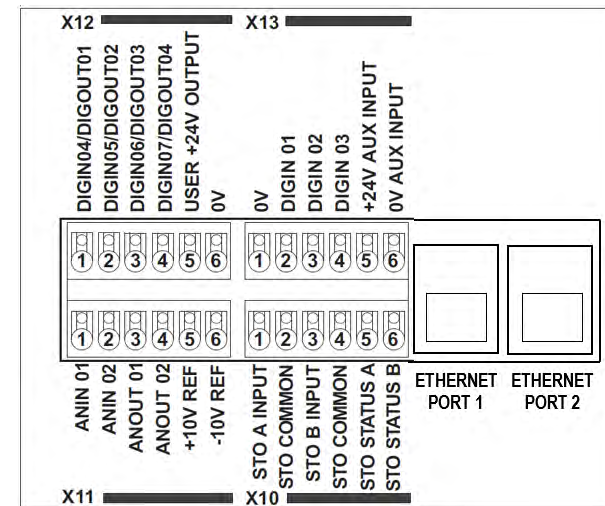 X12
X13
DIGIN04/DIGOUT01
DIGIN05/DIGOUT02
DIGIN06/DIGOUT03
DIGIN07/DIGOUT04
USER +24V OUTPUT
0V
0V
DIGIN 01
DIGIN 02
DIGIN 03
+24V AUX INPUT
0V AUX INPUT
1 2 3 4 5 6
1 2 3 4 5 6
1 2 3 4 5 6
1 2 3 4 5 6
ANIN 01
ANIN 02
ANOUT 01
ANOUT 02
+10V REF
-10V REF
STO A INPUT
STO COMMON
STO B INPUT
STO COMMON
STO STATUS A
STO STATUS B
ETHERNET
PORT 1
ETHERNET
PORT 2
X11
X10